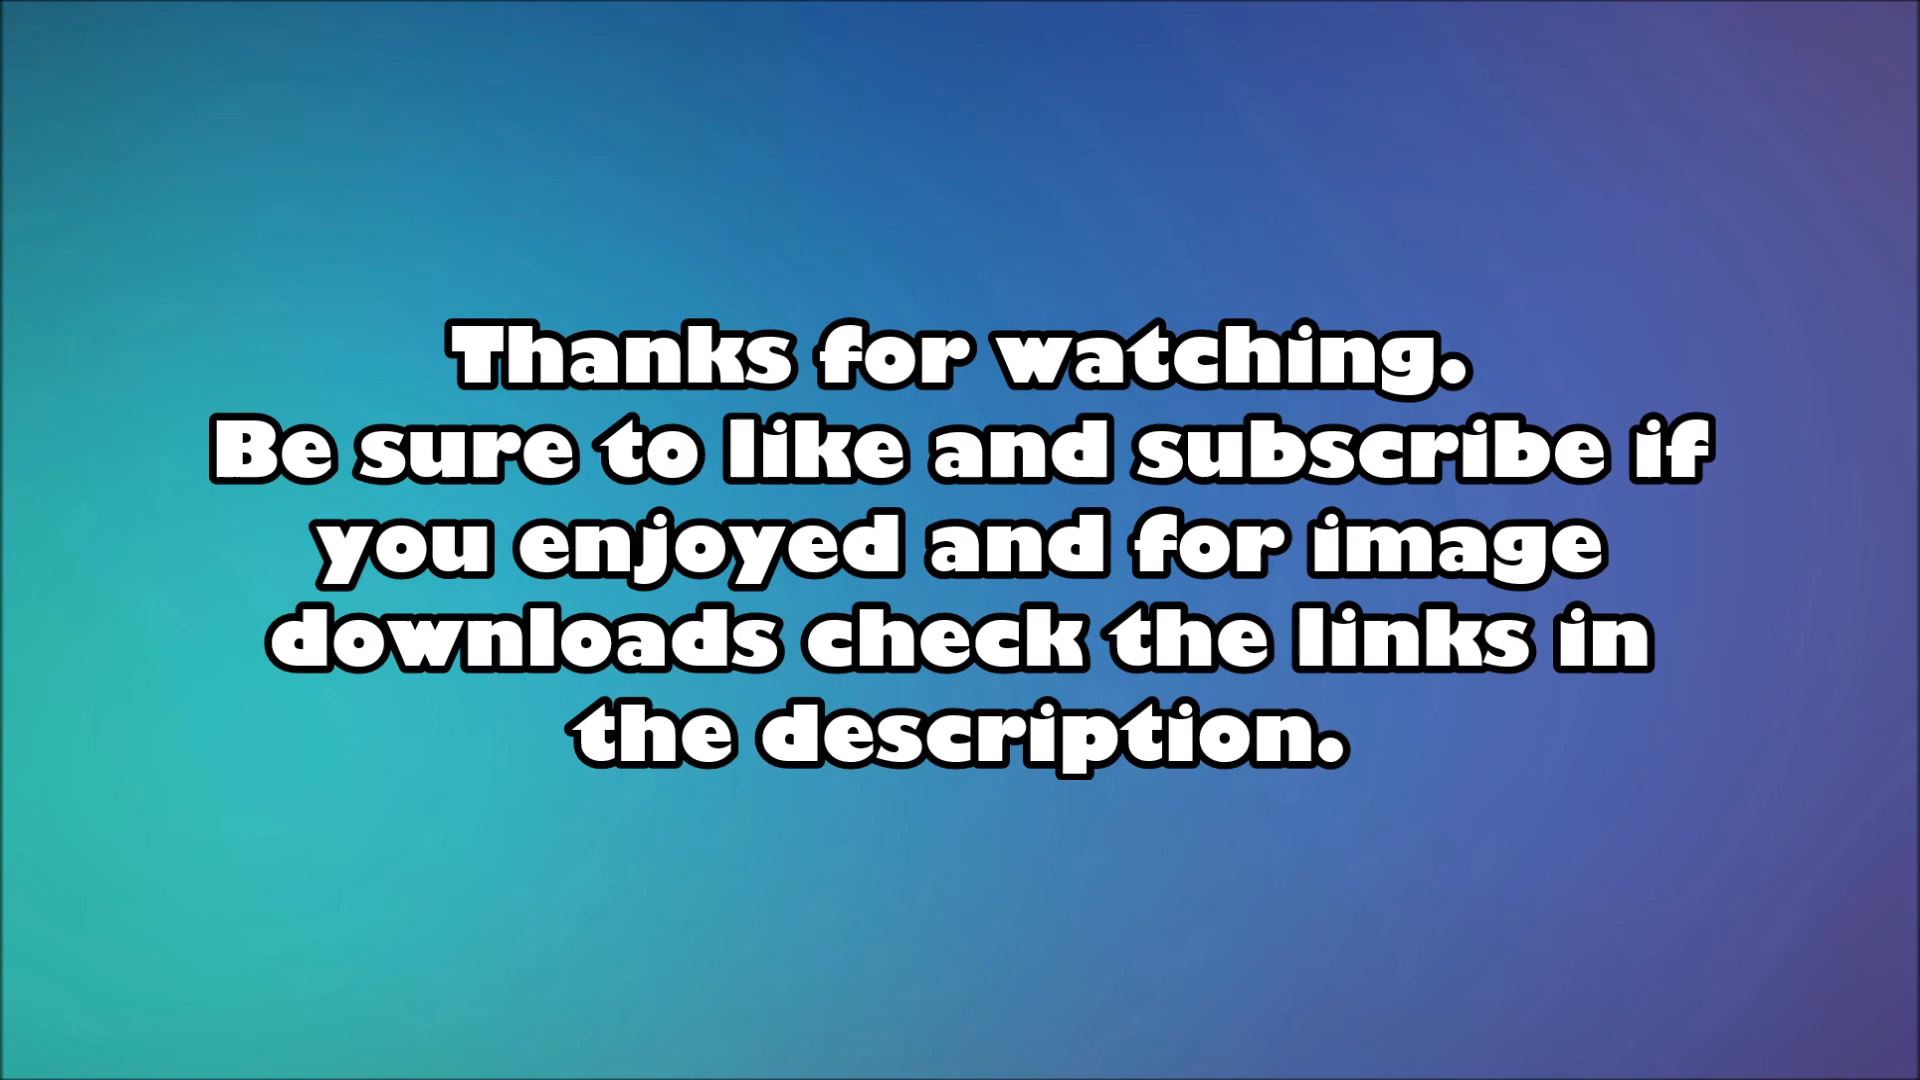 Thanks for watching.
Be sure to like and subscribe if
you enjoyed and for image
downloads check the links in
the description.